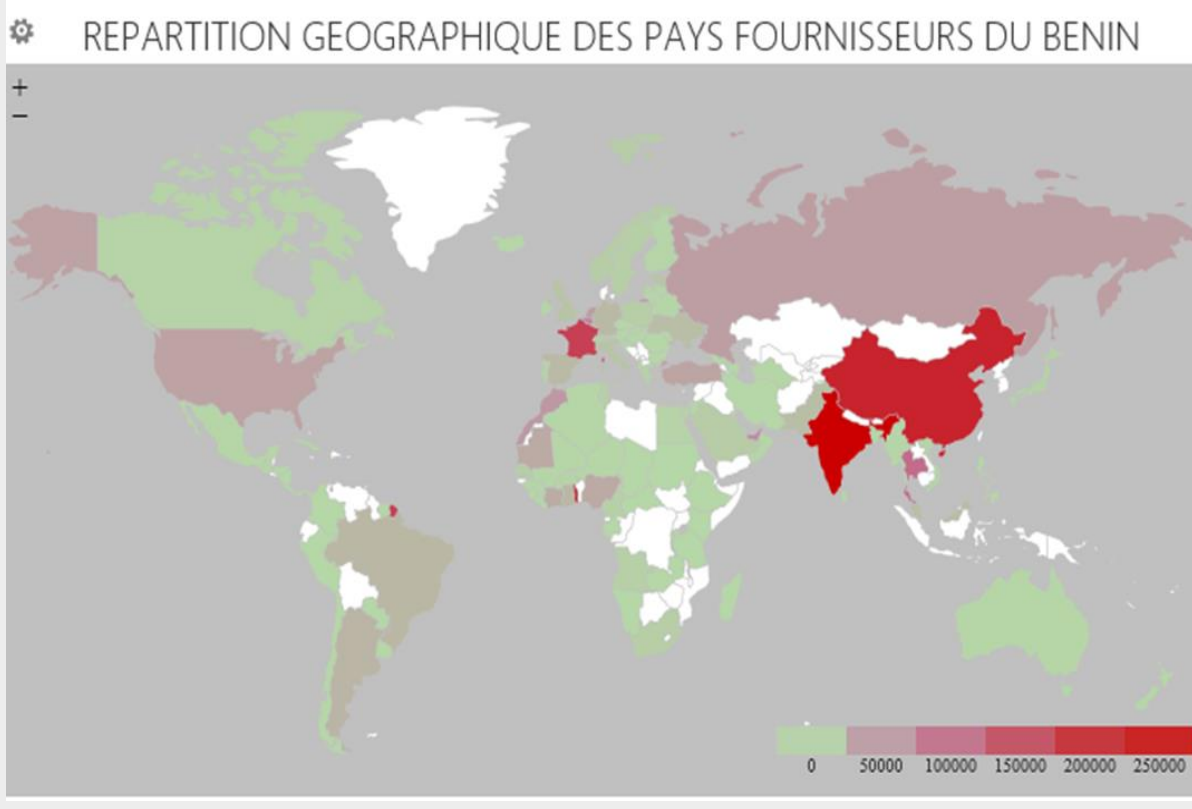 REPARTITION GEOGRAPHIQUE DES PAYS FOURNISSEURS DU BENIN
+
−
0 50000 100000 150000 200000 250000